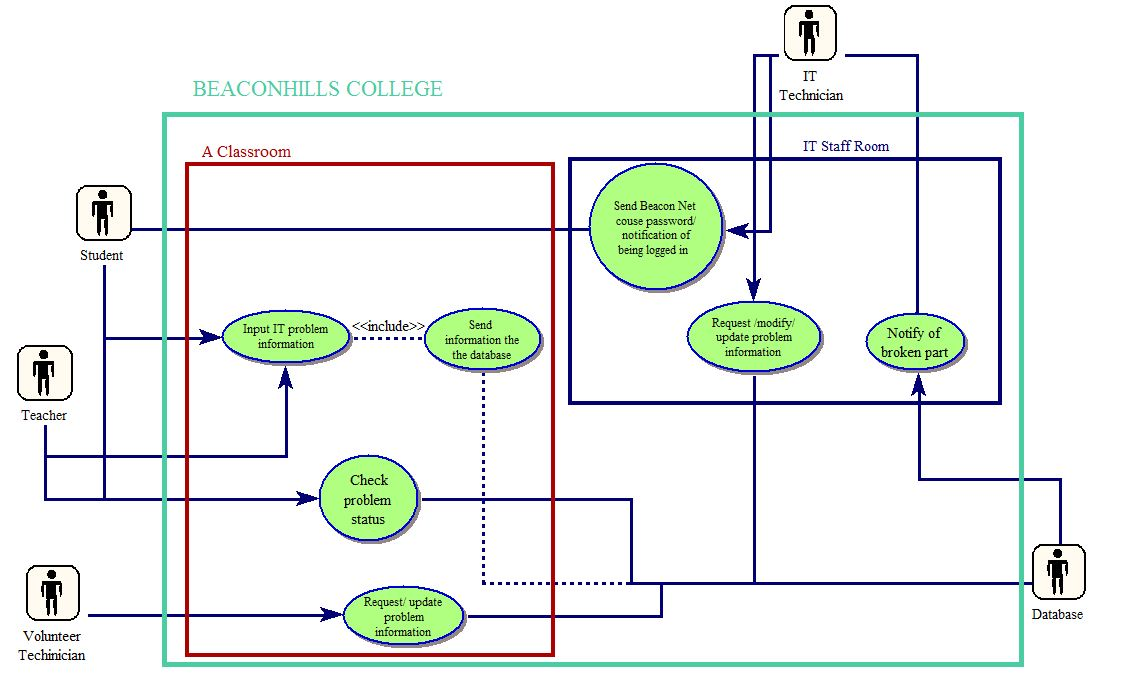 IT
Technician
BEACONHILLS COLLEGE
A Classroom
IT Staff Room
Send Beacon Net
couse password/
notification of
being logged in
Student
Input IT problem
information
<<include>>
Send
information the
the database
Request /modify/
update problem
information
Notify of
broken part
Teacher
Check
problem
status
Request/ update
problem
information
Volunteer
Techinician
Database